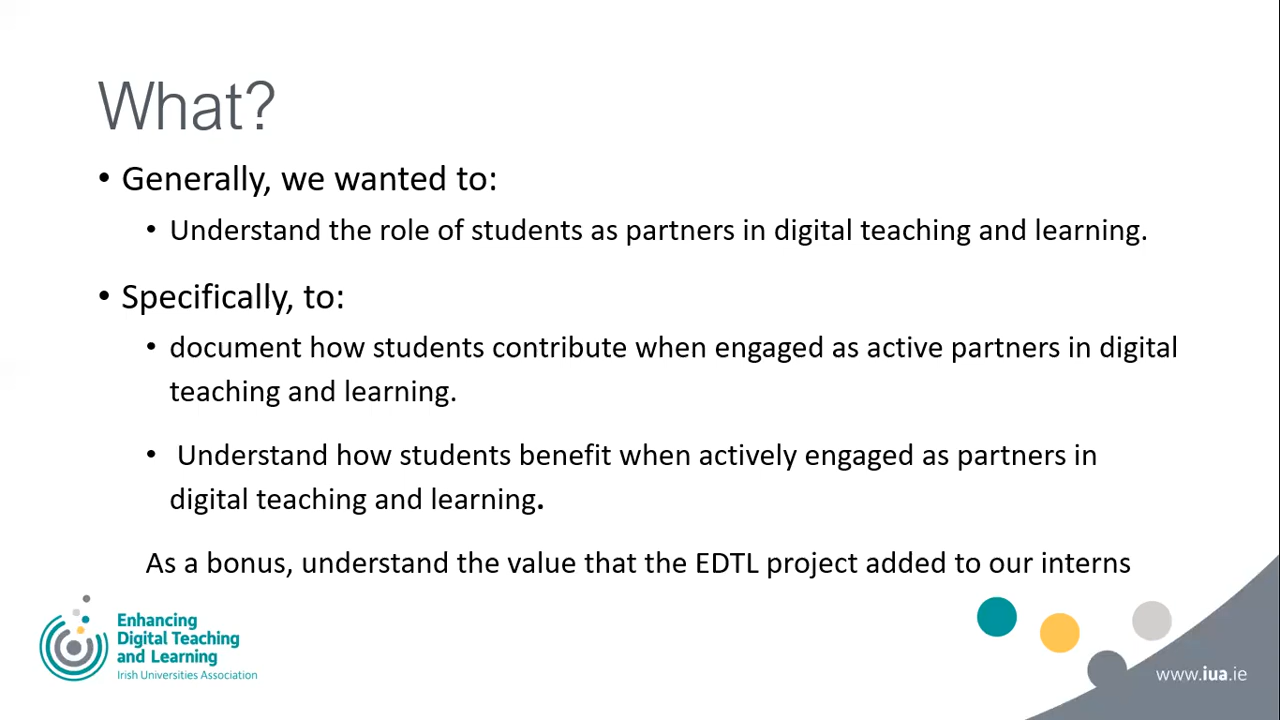 What?
• Generally, we wanted to:
• Understand the role of students as partners in digital teaching and learning.
• Specifically, to:
• document how students contribute when engaged as active partners in digital
teaching and learning.
• Understand how students benefit when actively engaged as partners in
digital teaching and learning.
As a bonus, understand the value that the EDTL project added to our interns
Enhancing
Digital Teaching
and Learning
Irish Universities Association
www.iua.ie